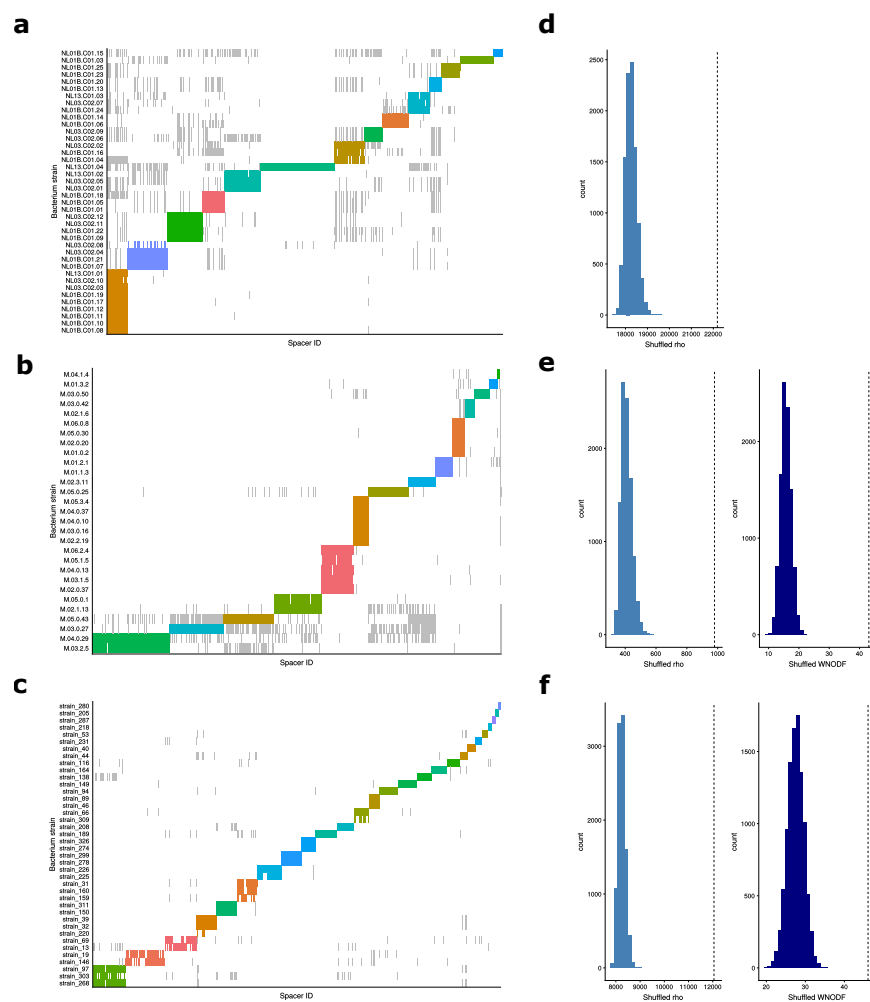 a
NL01B.C01.15
NL01B.C01.03
NL01B.C01.25
NL01B.C01.23
NL01B.C01.20
NL01B.C01.13
NL13.C01.03
NL03.C02.07
NL01B.C01.24
NL01B.C01.14
NL01B.C01.06
NL03.C02.09
NL03.C02.06
NL01B.C01.02
NL01B.C01.16
NL01B.C01.04
NL13.C01.04
NL13.C01.02
NL03.C02.05
NL03.C02.01
NL01B.C01.18
NL01B.C01.05
NL01B.C01.01
NL03.C02.12
NL03.C02.11
NL01B.C01.22
NL01B.C01.09
NL03.C02.08
NL03.C02.04
NL01B.C01.21
NL01B.C01.07
NL13.C01.01
NL03.C02.10
NL03.C02.03
NL01B.C01.19
NL01B.C01.17
NL01B.C01.12
NL01B.C01.11
NL01B.C01.10
NL01B.C01.08
Bacterium strain
Spacer ID
b
M.04.1.4
M.01.3.2
M.03.0.50
M.03.0.42
M.02.1.6
M.06.0.8
M.05.0.30
M.02.0.20
M.01.0.2
M.01.2.1
M.01.1.3
M.02.3.11
M.05.0.25
M.05.3.4
M.04.0.37
M.04.0.10
M.03.0.16
M.02.2.19
M.06.2.4
M.05.1.5
M.04.0.13
M.03.1.5
M.02.0.37
M.05.0.1
M.02.1.13
M.05.0.43
M.03.0.27
M.04.0.29
M.03.2.5
Bacterium strain
Spacer ID
c
strain_280
strain_205
strain_287
strain_218
strain_53
strain_231
strain_40
strain_44
strain_116
strain_164
strain_138
strain_149
strain_94
strain_89
strain_46
strain_66
strain_309
strain_208
strain_189
strain_326
strain_274
strain_299
strain_278
strain_226
strain_225
strain_31
strain_160
strain_159
strain_311
strain_150
strain_39
strain_32
strain_220
strain_69
strain_13
strain_19
strain_146
strain_97
strain_303
strain_268
Bacterium strain
Spacer ID
d
2500
2000
1500
1000
500
0
count
18000 19000 20000 21000 22000
Shuffled rho
e
2000
1000
0
count
400 600 800 1000
Shuffled rho
2000
1000
0
count
10 20 30 40
Shuffled WNODF
f
3000
2000
1000
0
count
8000 9000 10000 11000 12000
Shuffled rho
1500
1000
500
0
count
20 30 40
Shuffled WNODF